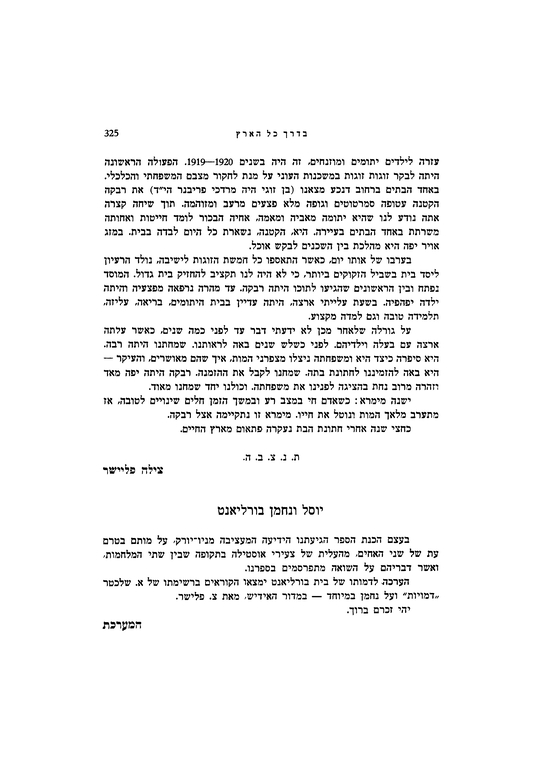 בדרך כל הארץ 325
עזרה לילדים יתומים ומוזנחים, זה היה בשנים 1920—1919. הפעולה הראשונה
היתה לבקר זוגות זוגות במשכנות העוני על מנת לחקור מצבם המשפחתי והכלכלי.
באחד הבתים ברחוב דנכע מצאנו (בן זוגי היה מרדכי פריבנר הי״ד) את רבקה
הקטנה עטופה סמרטוטים וגופה מלא פצעים מרעב ומזוהמה. תוך שיחה קצרה
אתה נודע לנו שהיא יתומה מאביה ומאמה, אחיה הבכור לומד חייטות ואחותה
משרתת באחד הבתים בעיירה. היא, הקטנה, נשארת כל היום לבדה בבית. במזג
אויר יפה היא מהלכת בין השכנים לבקש אוכל.
בערבו של אותו יום, כאשר התאספו כל חמשת הזוגות לישיבה, נולד הרעיון
ליסד בית בשביל הזקוקים ביותר, כי לא היה לנו תקציב להחזיק בית גדול. המוסד
נפתח ובין הראשונים שהגיעו לתוכו היתה רבקה. עד מהרה נרפאה מפצעיה והיתה
ילדה יפהפיה. בשעת עלייתי ארצה, היתה עדיין בבית היתומים, בריאה, עליזה,
תלמידה טובה וגם למדה מקצוע.
על גורלה שלאחר מכן לא ידעתי דבר עד לפני כמה שנים, כאשר עלתה
ארצה עם בעלה וילדיהם. לפני כשלש שנים באה לראותנו. שמחתנו היתה רבה.
היא סיפרה כיצד היא ומשפחתה ניצלו מצפרני המות, איך שהם מאושרים, והעיקר —
היא באה להזמיננו לחתונת בתה. שמחנו לקבל את ההזמנה. רבקה היתה יפה מאד
וזהרה מרוב נחת בהציגה לפנינו את משפחתה. וכולנו יחד שמחנו מאוד.
ישנה מימרא: כשאדם חי במצב רע ובמשך הזמן חלים שינויים לטובה, אז
מתערב מלאך המות ונוטל את חייו. מימרא זו נתקיימה אצל רבקה.
כחצי שנה אחרי חתונת הבת נעקרה פתאום מארץ החיים.
ת. נ. צ. ב. ה.
צילה פליישר
יוסל ונחמן בורליאנט
בעצם הכנת הספר הגיעתנו הידיעה המעציבה מניו־יורק, על מותם בטרם
עת של שני האחים, מהעלית של צעירי אוסטילה בתקופה שבין שתי המלחמות,
ואשר דבריהם על השואה מתפרסמים בספרנו.
הערכה לדמותו של בית בורליאנט ימצאו הקוראים ברשימתו של א. שלכטר
„דמויות״ ועל נחמן במיוחד — במדור האידיש, מאת צ. פלישר.
יהי זכרם ברוך.
המערכת